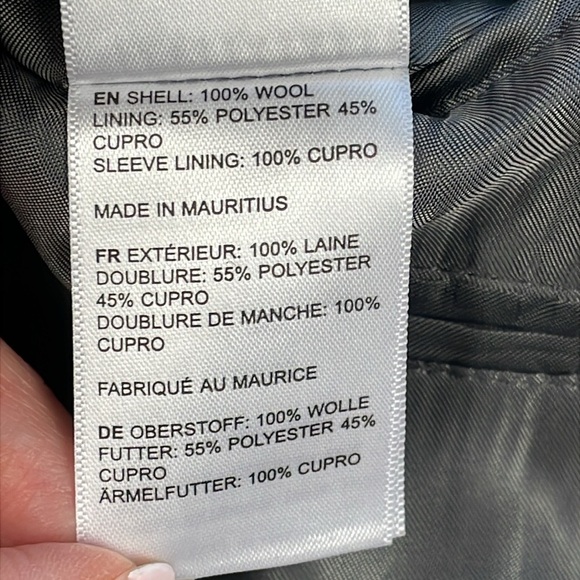 EN SHELL: 100% WOOL
LINING: 55% POLYESTER 45%
CUPRO
SLEEVE LINING: 100% CUPRO
MADE IN MAURITIUS
FR EXTÉRIEUR: 100% LAINE
DOUBLURE: 55% POLYESTER
45% CUPRO
DOUBLURE DE MANCHE: 100%
CUPRO
FABRIQUÉ AU MAURICE
DE OBERSTOFF: 100% WOLLE
FUTTER: 55% POLYESTER 45%
CUPRO
ÄRMELFUTTER: 100% CUPRO